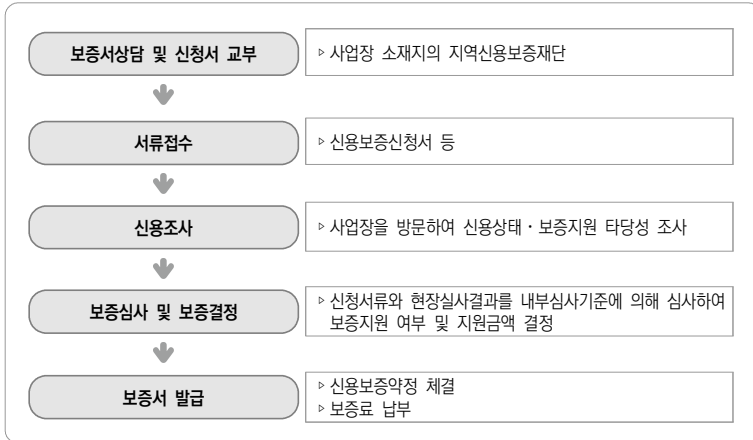 보증서상담 및 신청서 교부
▹ 사업장 소재지의 지역신용보증재단
서류접수
▹ 신용보증신청서 등
신용조사
▹ 사업장을 방문하여 신용상태・보증지원 타당성 조사
보증심사 및 보증결정
▹ 신청서류와 현장실사결과를 내부심사기준에 의해 심사하여
보증지원 여부 및 지원금액 결정
보증서 발급
▹ 신용보증약정 체결
▹ 보증료 납부